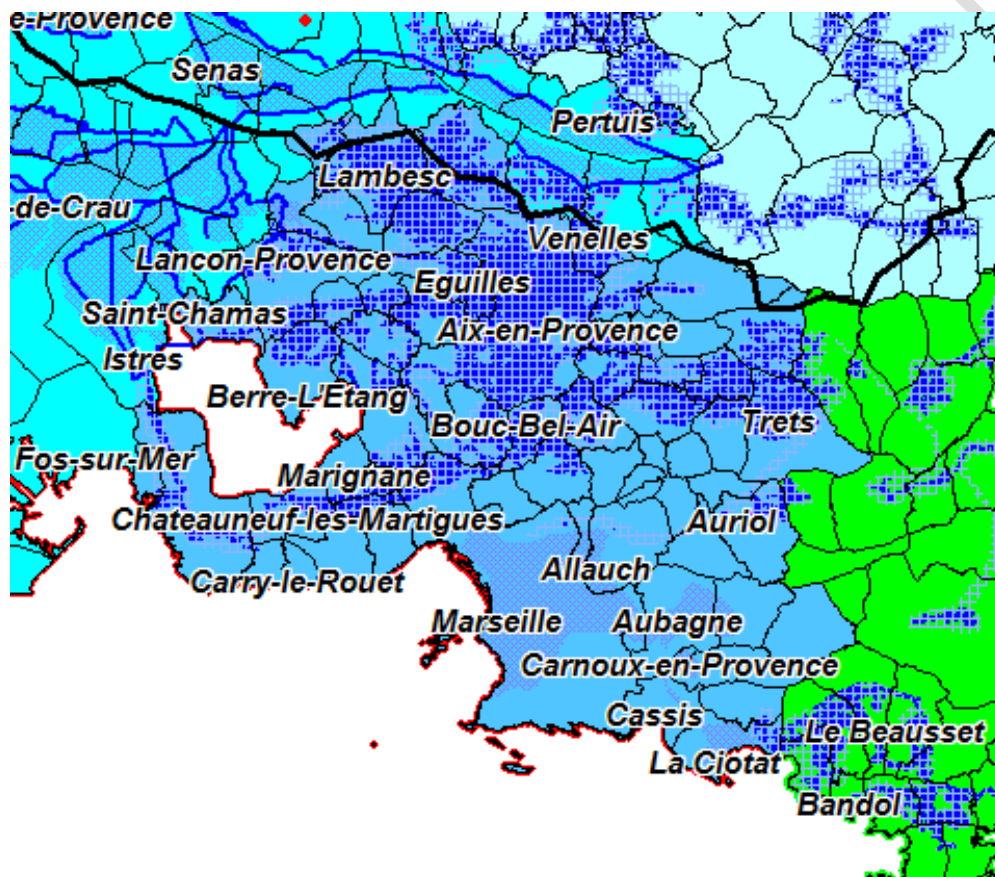 e-Provence
Senas
Pertuis
Lambesc
-de-Crau
Venelles
Lancon-Provence
Eguilles
Saint-Chamas
Aix-en-Provence
Istres
Berre-L'Etang
Bouc-Bel-Air
Trets
Fos-sur-Mer
Marignane
Chateauneuf-les-Martigues
Auriol
Allauch
Carry-le-Rouet
Marseille
Aubagne
Carnoux-en-Provence
Cassis
Le Beausset
La Ciotat
Bandol